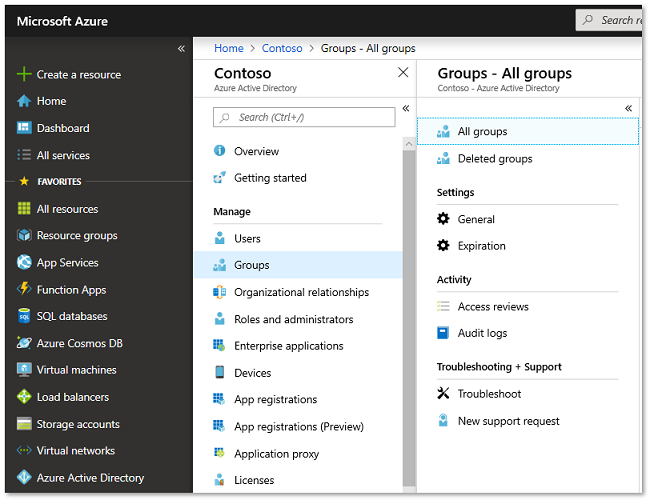 Microsoft Azure
Search re
Create a resource
Home
Dashboard
All services
FAVORITES
All resources
Resource groups
App Services
Function Apps
SQL databases
Azure Cosmos DB
Virtual machines
Load balancers
Storage accounts
Virtual networks
Azure Active Directory
Home > Contoso > Groups - All groups
Contoso
Azure Active Directory
Search (Ctrl+/)
Overview
Getting started
Manage
Users
Groups
Organizational relationships
Roles and administrators
Enterprise applications
Devices
App registrations
App registrations (Preview)
Application proxy
Licenses
Groups - All groups
Contoso - Azure Active Directory
All groups
Deleted groups
Settings
General
Expiration
Activity
Access reviews
Audit logs
Troubleshooting + Support
Troubleshoot
New support request